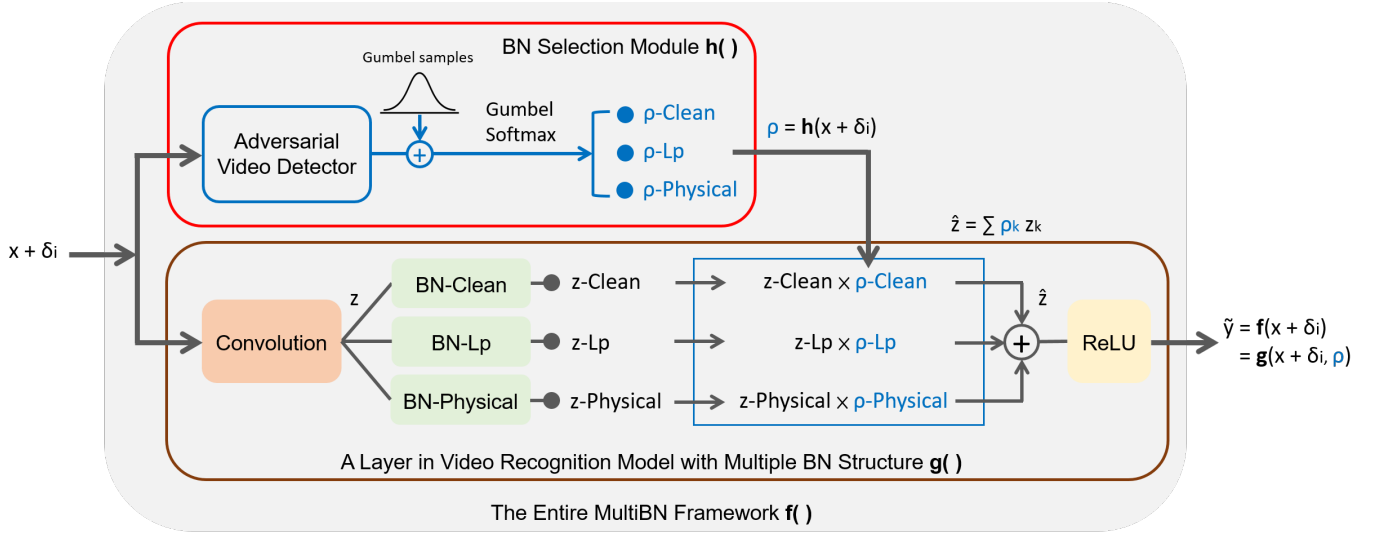 BN Selection Module h( )
Gumbel samples
Adversarial
Video Detector
+
Gumbel
Softmax
ρ-Clean
ρ-Lp
ρ-Physical
ρ = h(x + δi)
x + δi
ẑ = ∑ ρk zk
Convolution
z
BN-Clean
z-Clean
z-Clean × ρ-Clean
BN-Lp
z-Lp
z-Lp × ρ-Lp
BN-Physical
z-Physical
z-Physical × ρ-Physical
ẑ
+
ReLU
ỹ = f(x + δi)
= g(x + δi, ρ)
A Layer in Video Recognition Model with Multiple BN Structure g( )
The Entire MultiBN Framework f( )